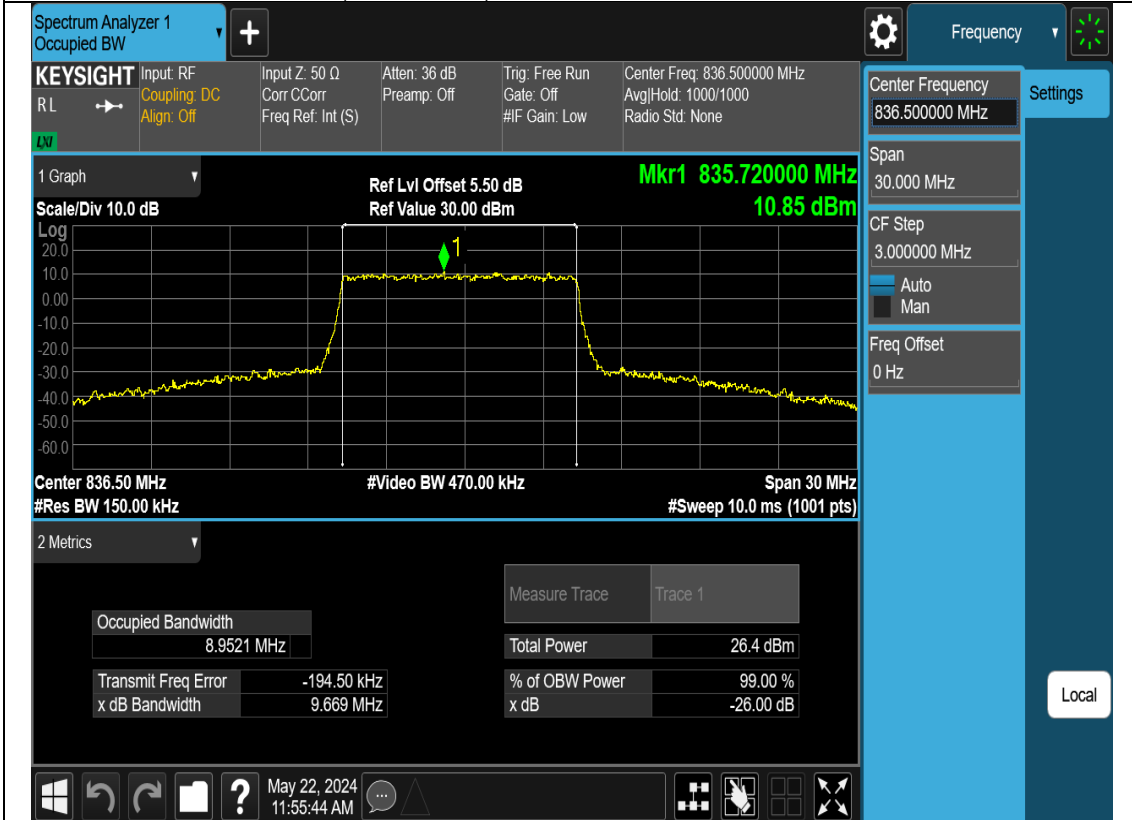 Spectrum Analyzer 1
Occupied BW
+
Frequency
KEYSIGHT
RL
LXI
Input: RF
Coupling: DC
Align: Off
Input Z: 50 Ω
Corr CCorr
Freq Ref: Int (S)
Atten: 36 dB
Preamp: Off
Trig: Free Run
Gate: Off
#IF Gain: Low
Center Freq: 836.500000 MHz
Avg|Hold: 1000/1000
Radio Std: None
Center Frequency
836.500000 MHz
Settings
Span
30.000 MHz
CF Step
3.000000 MHz
Auto
Man
Freq Offset
0 Hz
Local
1 Graph
Scale/Div 10.0 dB
Ref Lvl Offset 5.50 dB
Ref Value 30.00 dBm
Mkr1 835.720000 MHz
10.85 dBm
Log
20.0
10.0
0.00
-10.0
-20.0
-30.0
-40.0
-50.0
-60.0
1
Center 836.50 MHz
#Video BW 470.00 kHz
Span 30 MHz
#Res BW 150.00 kHz
#Sweep 10.0 ms (1001 pts)
2 Metrics
Measure Trace
Trace 1
Occupied Bandwidth
8.9521 MHz
Total Power
26.4 dBm
Transmit Freq Error
-194.50 kHz
% of OBW Power
99.00 %
x dB Bandwidth
9.669 MHz
x dB
-26.00 dB
?
May 22, 2024
11:55:44 AM